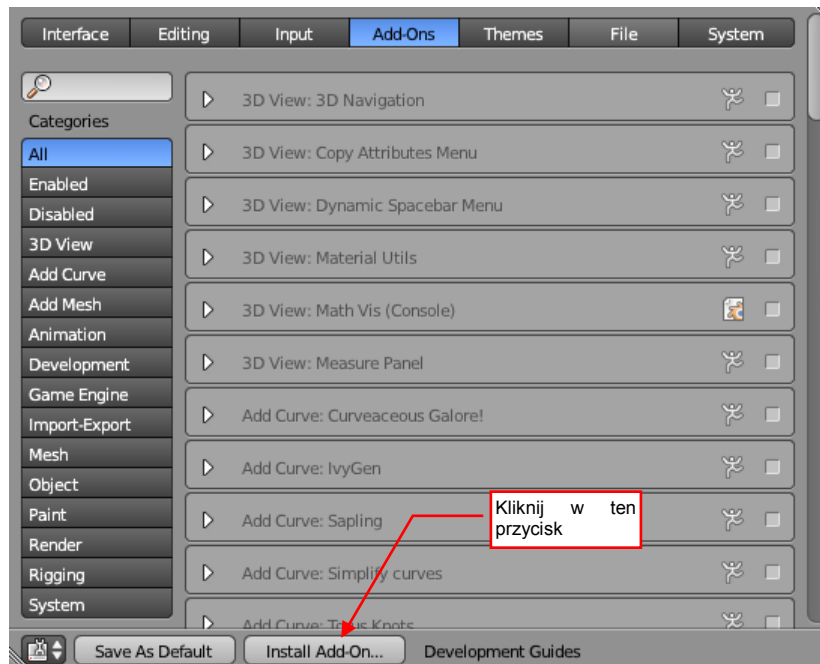 Interface Editing Input Add-Ons Themes File System
Categories
All
Enabled
Disabled
3D View
Add Curve
Add Mesh
Animation
Development
Game Engine
Import-Export
Mesh
Object
Paint
Render
Rigging
System
3D View: 3D Navigation
3D View: Copy Attributes Menu
3D View: Dynamic Spacebar Menu
3D View: Material Utils
3D View: Math Vis (Console)
3D View: Measure Panel
Add Curve: Curveaceous Galore!
Add Curve: IvyGen
Add Curve: Sapling
Add Curve: Simplify curves
Add Curve: Torus Knots
Kliknij w ten
przycisk
Save As Default Install Add-On... Development Guides